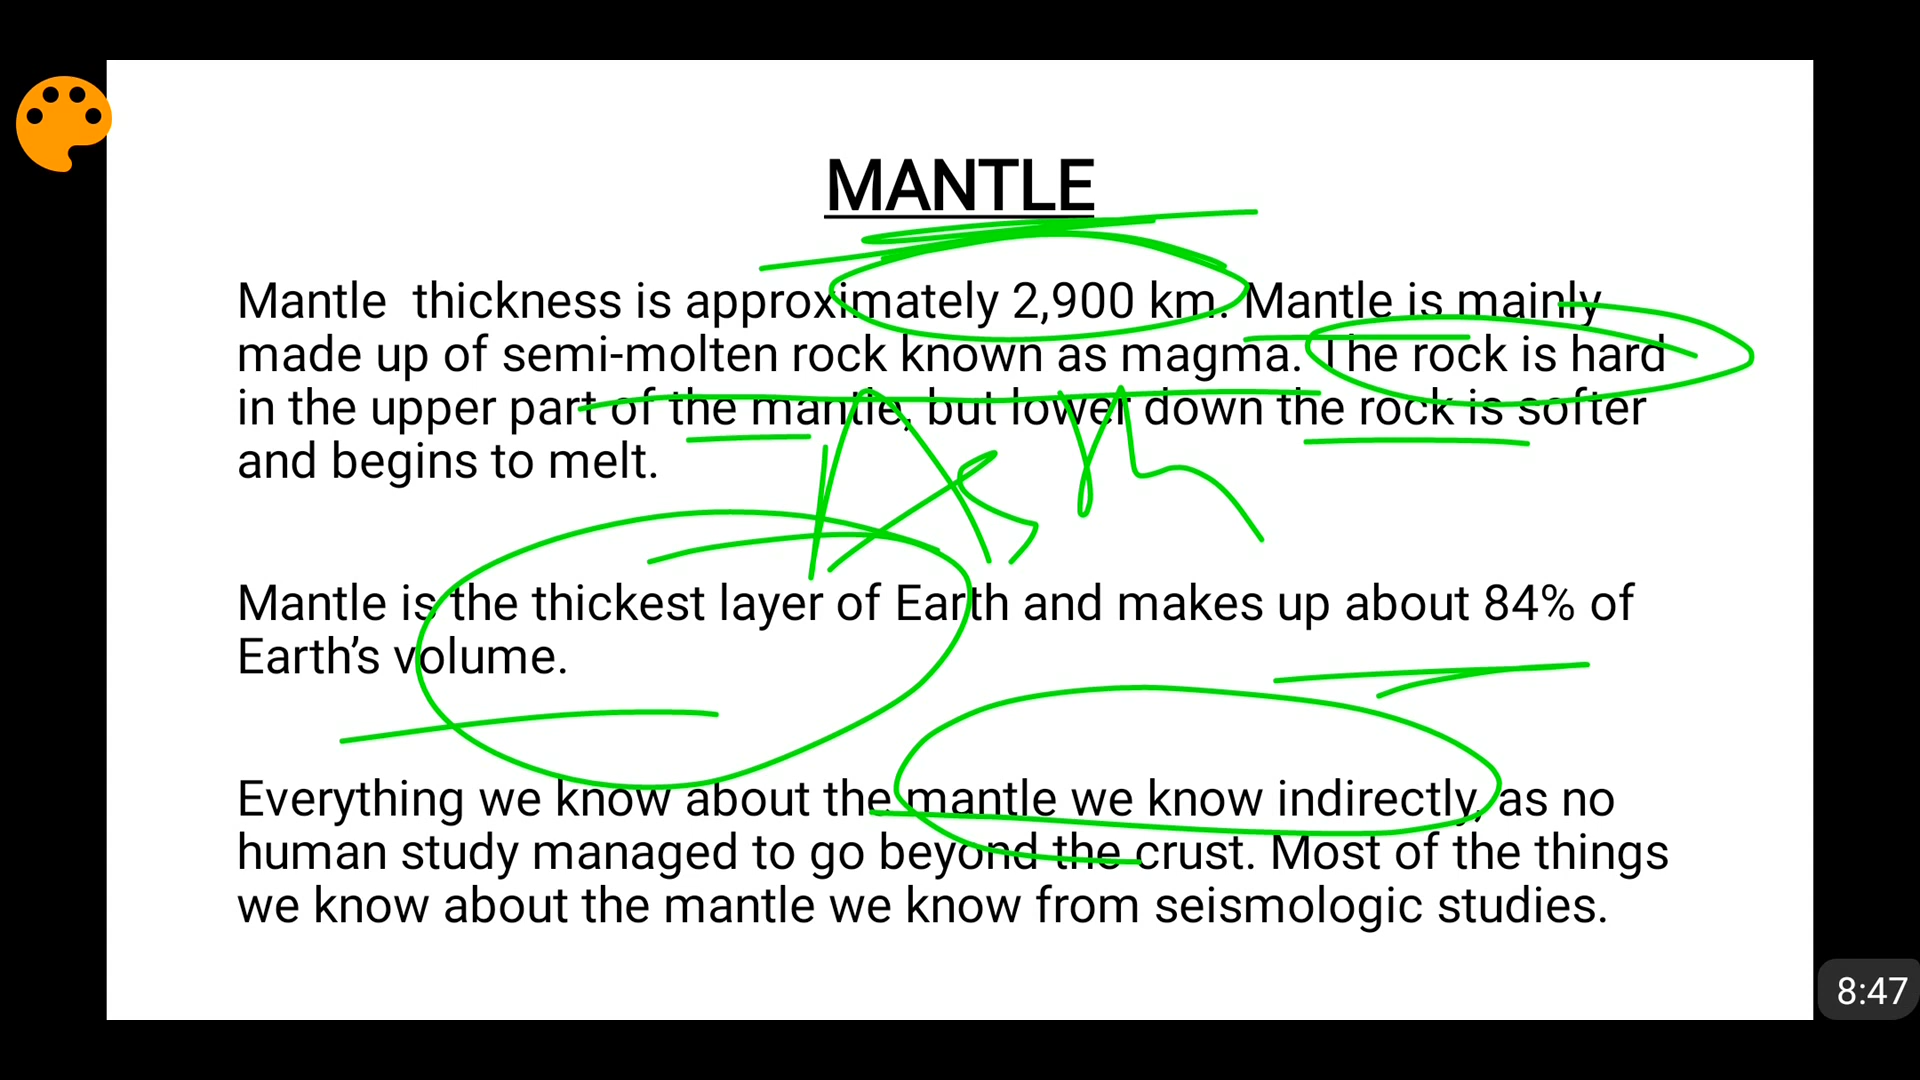 MANTLE
Mantle  thickness is approximately 2,900 km. Mantle is mainly
made up of semi-molten rock known as magma. The rock is hard
in the upper part of the mantle, but lower down the rock is softer
and begins to melt.
Mantle is the thickest layer of Earth and makes up about 84% of
Earth’s volume.
Everything we know about the mantle we know indirectly, as no
human study managed to go beyond the crust. Most of the things
we know about the mantle we know from seismologic studies.
8:47